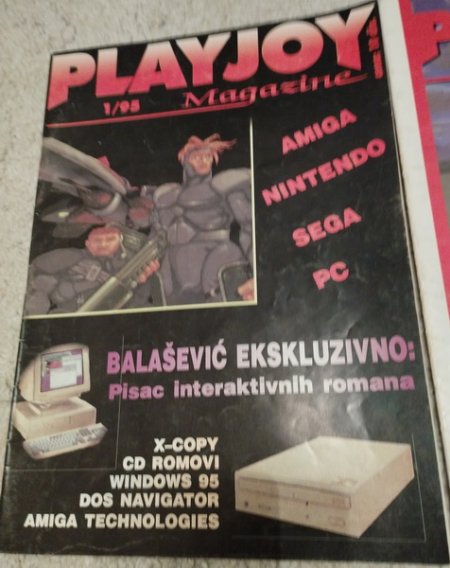 PLAYJOY
Magazine
1/95
AMIGA
NINTENDO
SEGA
PC
BALAŠEVIĆ EKSKLUZIVNO:
Pisac interaktivnih romana
X-COPY
CD ROMOVI
WINDOWS 95
DOS NAVIGATOR
AMIGA TECHNOLOGIES
P